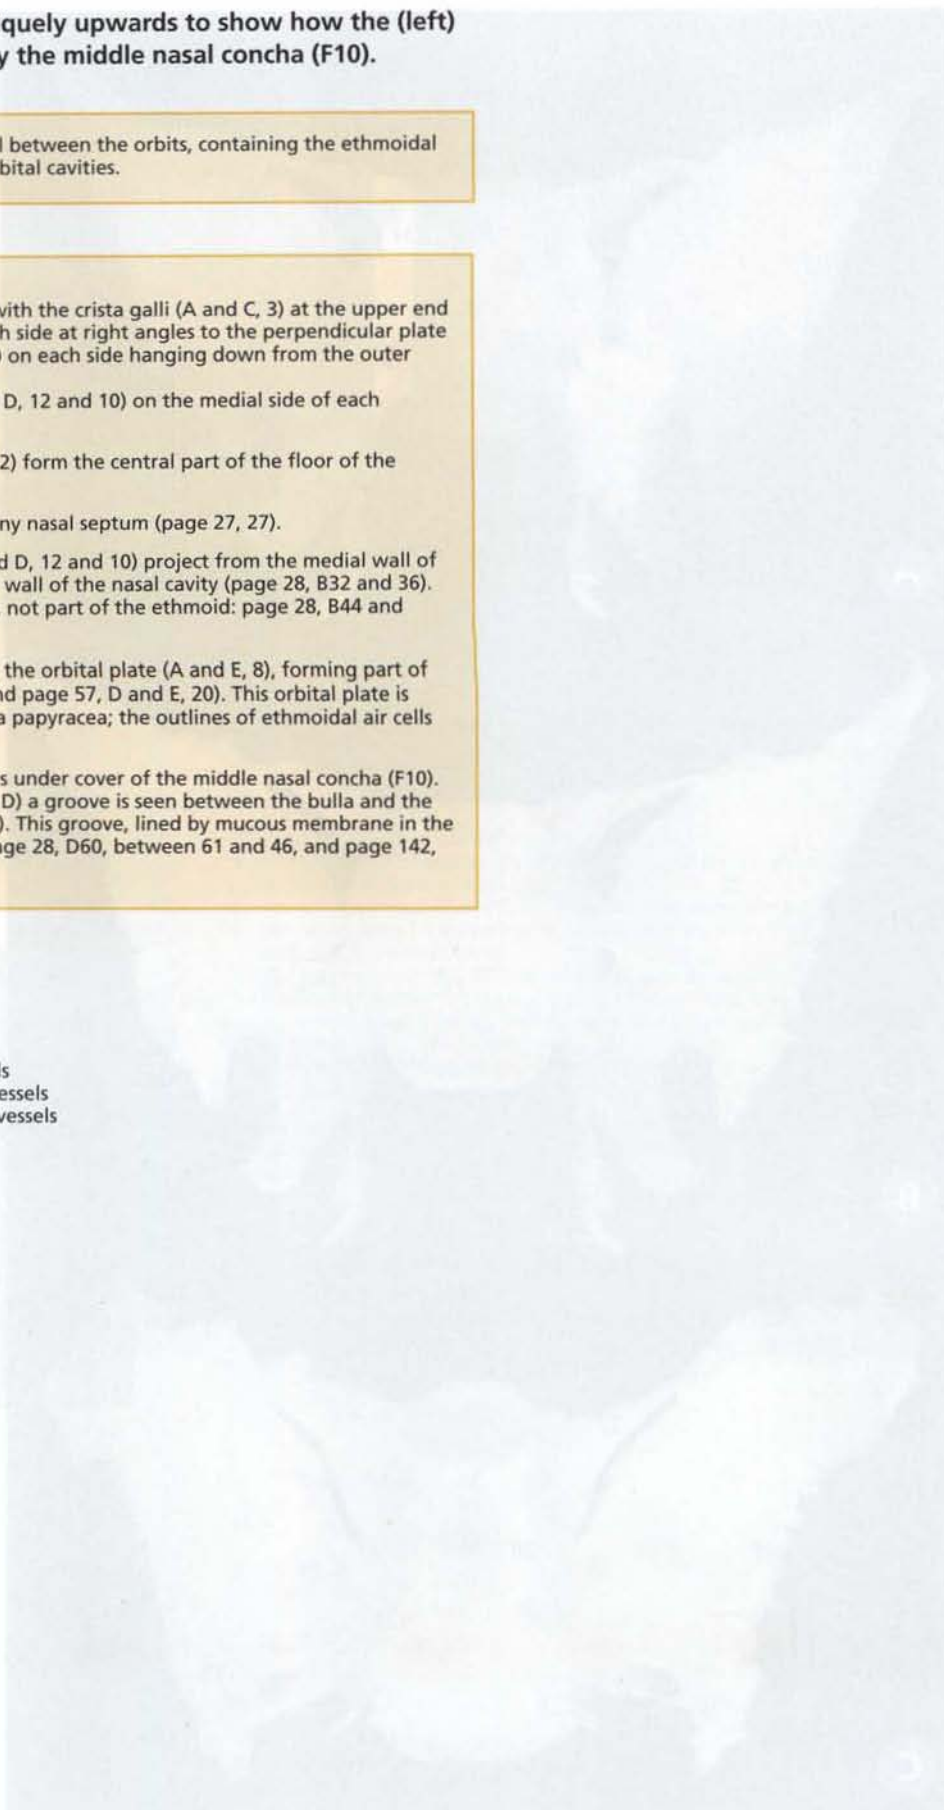 quely upwards to show how the (left)
y the middle nasal concha (F10).
l between the orbits, containing the ethmoidal
bital cavities.
vith the crista galli (A and C, 3) at the upper end
h side at right angles to the perpendicular plate
) on each side hanging down from the outer
D, 12 and 10) on the medial side of each
2) form the central part of the floor of the
ny nasal septum (page 27, 27).
d D, 12 and 10) project from the medial wall of
wall of the nasal cavity (page 28, B32 and 36).
not part of the ethmoid: page 28, B44 and
the orbital plate (A and E, 8), forming part of
nd page 57, D and E, 20). This orbital plate is
a papyracea; the outlines of ethmoidal air cells
s under cover of the middle nasal concha (F10).
D) a groove is seen between the bulla and the
). This groove, lined by mucous membrane in the
age 28, D60, between 61 and 46, and page 142,
ls
essels
vessels